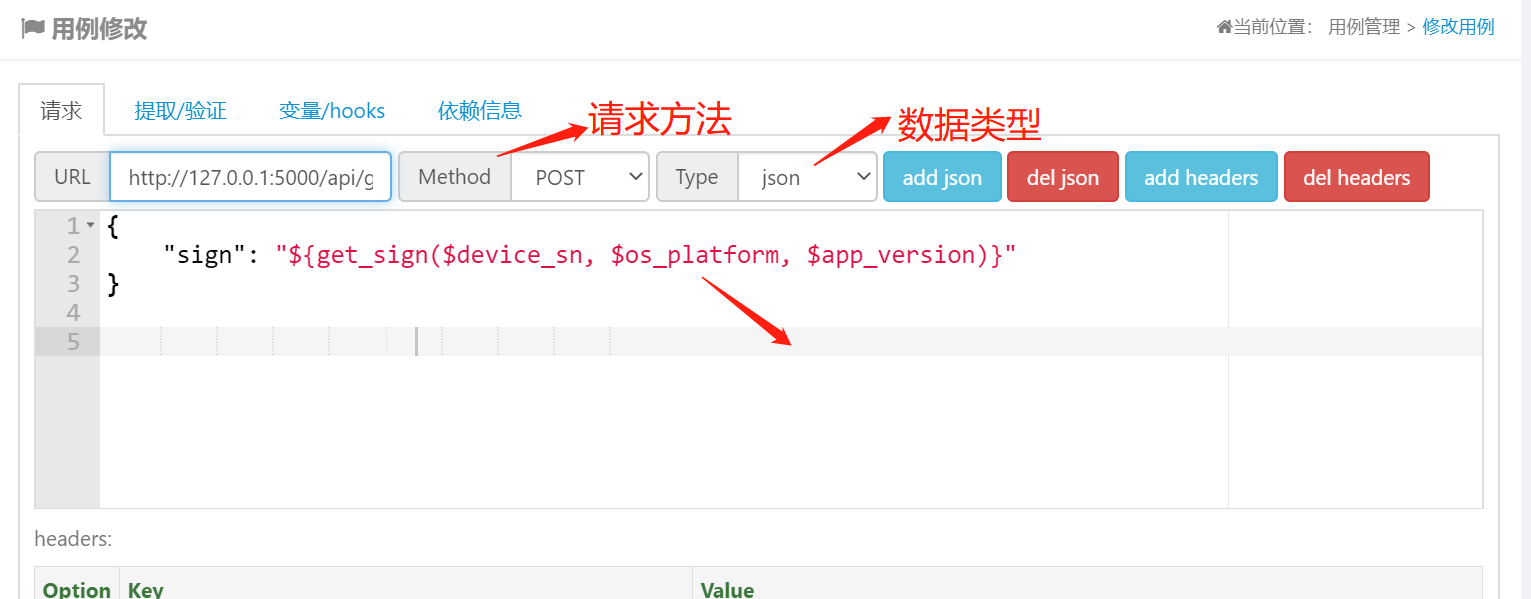 用例修改
当前位置： 用例管理 > 修改用例
请求 提取/验证 变量/hooks 依赖信息
请求方法 数据类型
URL http://127.0.0.1:5000/api/g Method POST Type json add json del json add headers del headers
1 {
2 "sign": "${get_sign($device_sn, $os_platform, $app_version)}"
3 }
4
5
headers:
Option Key Value